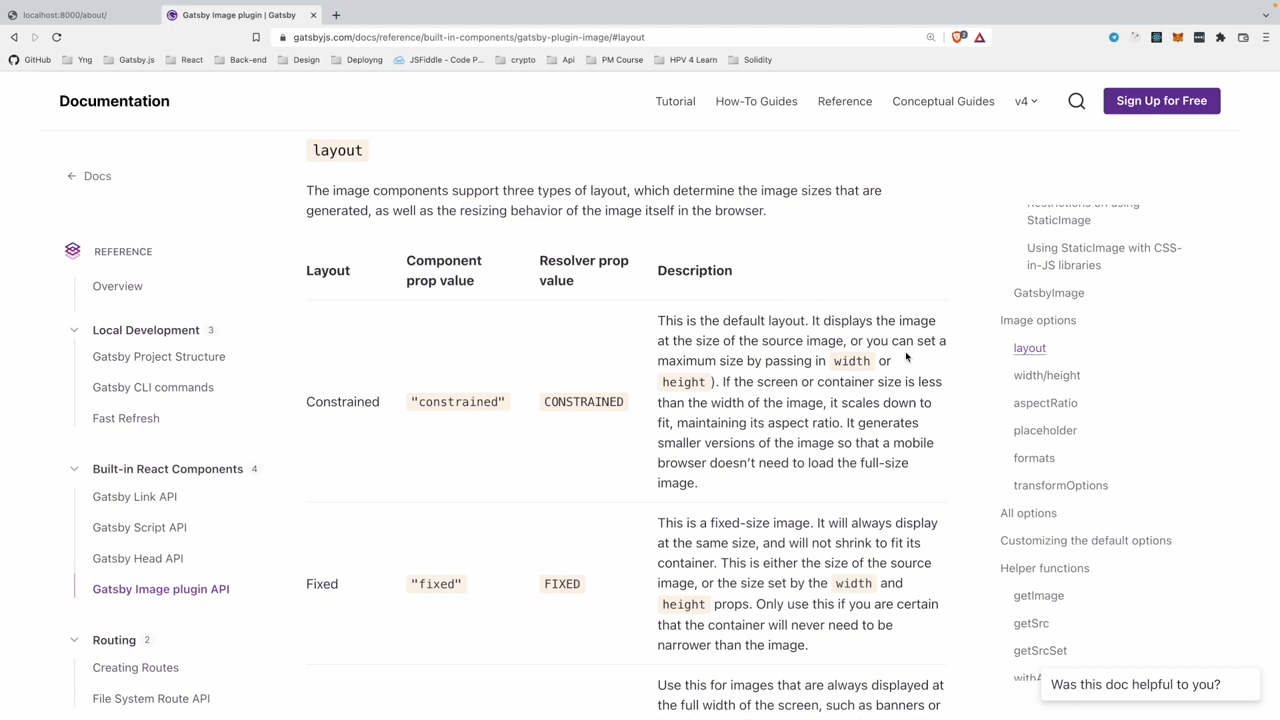 localhost:8000/about/
Gatsby Image plugin | Gatsby
gatsbyjs.com/docs/reference/built-in-components/gatsby-plugin-image/#layout
GitHub
Yng
Gatsby.js
React
Back-end
Design
Deployng
JSFiddle - Code P...
crypto
Api
PM Course
HPV 4 Learn
Solidity
Documentation
Tutorial
How-To Guides
Reference
Conceptual Guides
v4
Sign Up for Free
Docs
REFERENCE
Overview
Local Development 3
Gatsby Project Structure
Gatsby CLI commands
Fast Refresh
Built-in React Components 4
Gatsby Link API
Gatsby Script API
Gatsby Head API
Gatsby Image plugin API
Routing 2
Creating Routes
File System Route API
layout
The image components support three types of layout, which determine the image sizes that are
generated, as well as the resizing behavior of the image itself in the browser.
Layout
Component
prop value
Resolver prop
value
Description
Constrained
"constrained"
CONSTRAINED
This is the default layout. It displays the image
at the size of the source image, or you can set a
maximum size by passing in width or
height ). If the screen or container size is less
than the width of the image, it scales down to
fit, maintaining its aspect ratio. It generates
smaller versions of the image so that a mobile
browser doesn't need to load the full-size
image.
Fixed
"fixed"
FIXED
This is a fixed-size image. It will always display
at the same size, and will not shrink to fit its
container. This is either the size of the source
image, or the size set by the width and
height props. Only use this if you are certain
that the container will never need to be
narrower than the image.
Use this for images that are always displayed at
the full width of the screen, such as banners or
Restrictions on using
StaticImage
Using StaticImage with CSS-
in-JS libraries
GatsbyImage
Image options
layout
width/height
aspectRatio
placeholder
formats
transformOptions
All options
Customizing the default options
Helper functions
getImage
getSrc
getSrcSet
Was this doc helpful to you?